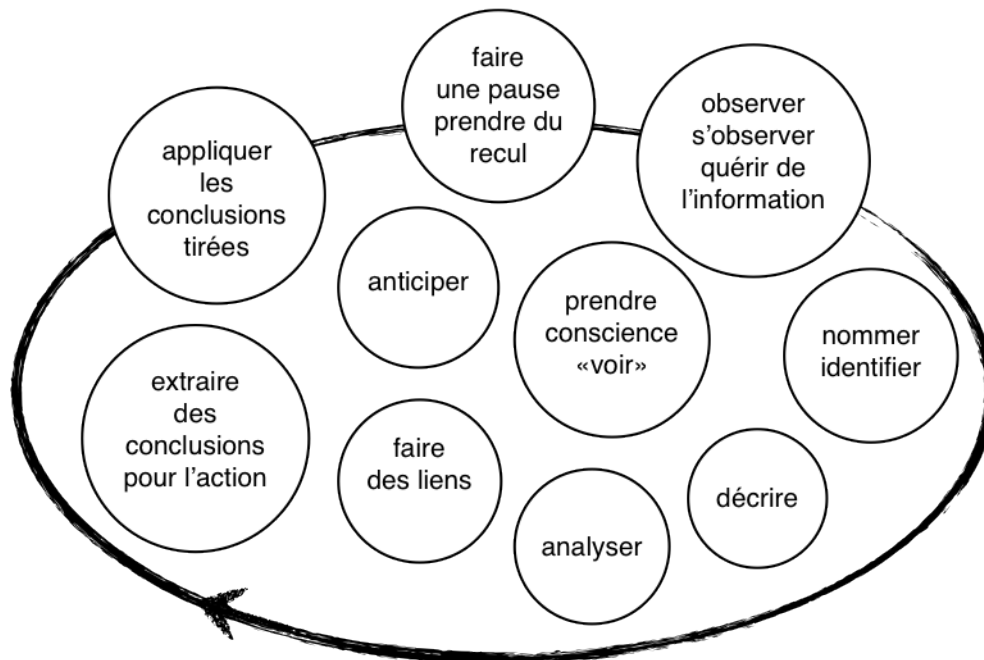 faire
une pause
prendre du
recul
observer
s’observer
quérir de
l’information
appliquer
les
conclusions
tirées
anticiper
prendre
conscience
«voir»
nommer
identifier
extraire
des
conclusions
pour l’action
faire
des liens
analyser
décrire